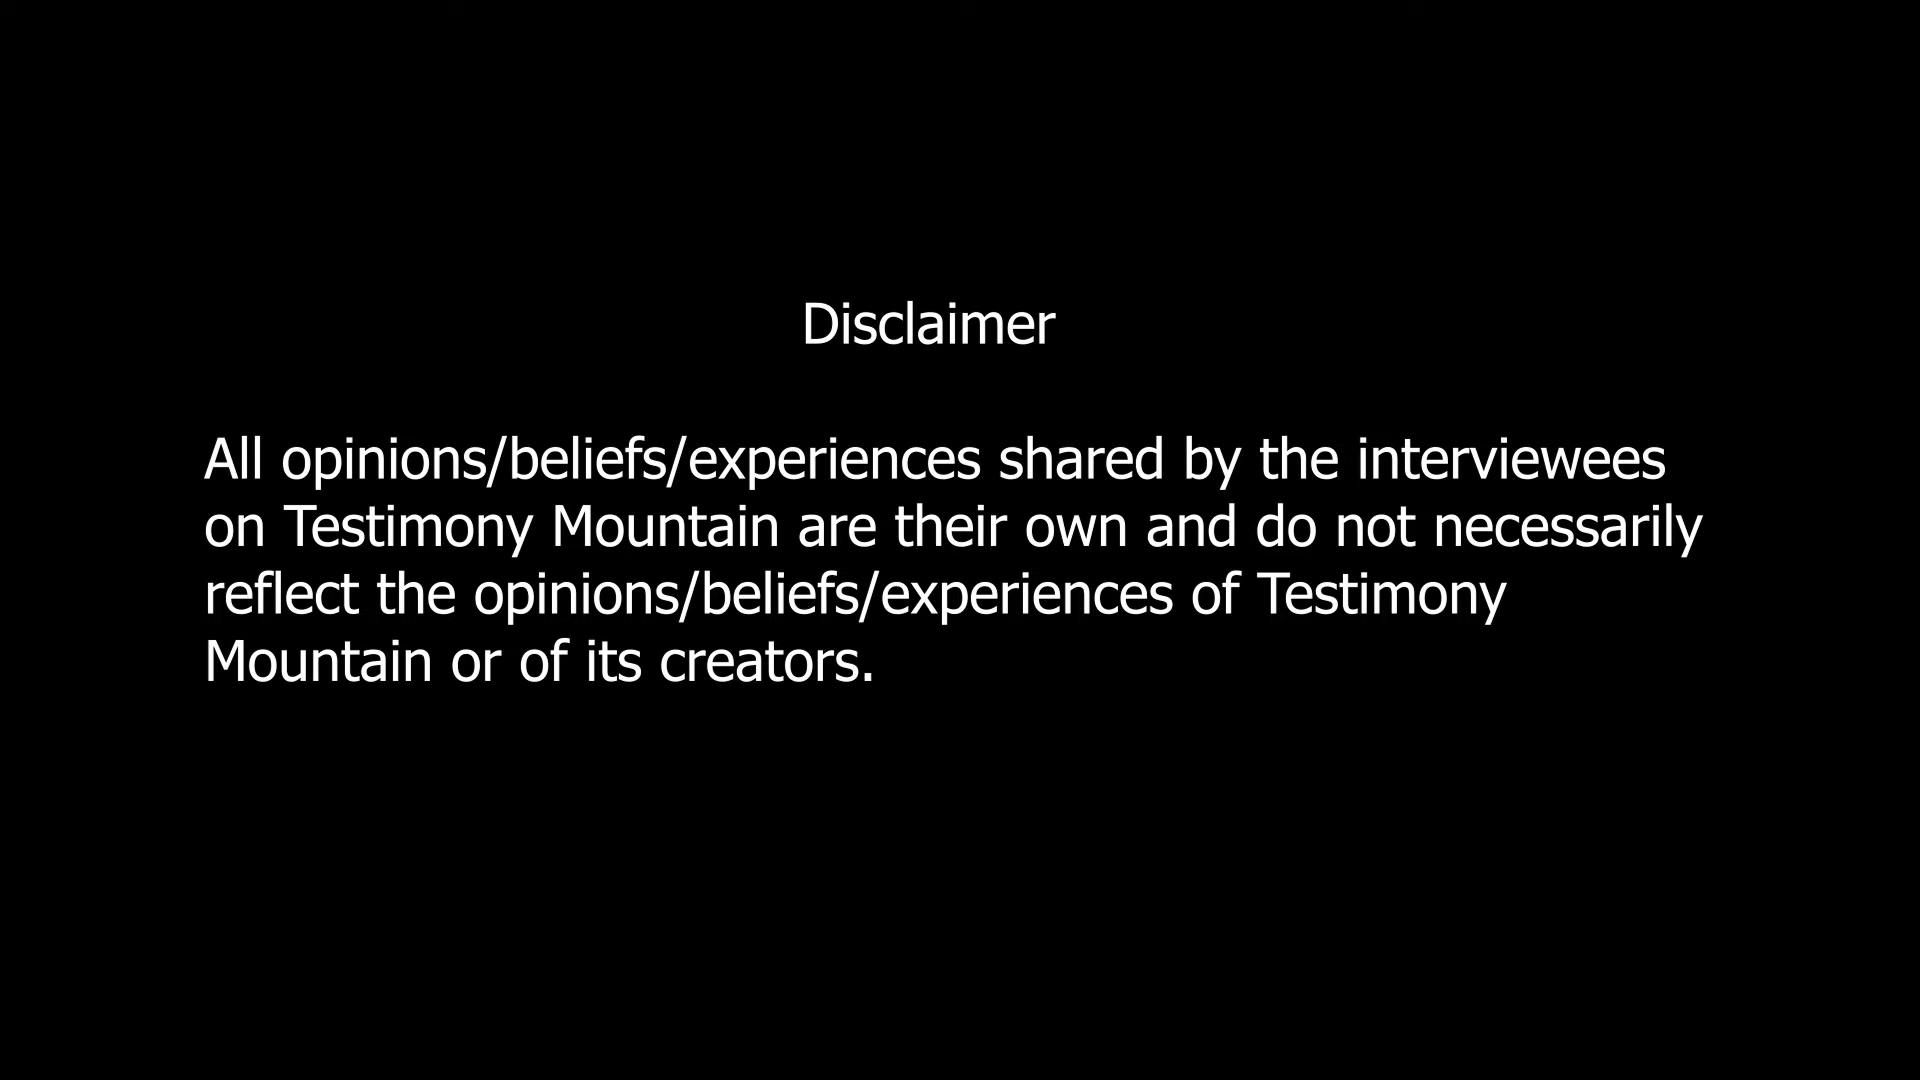 Disclaimer
All opinions/beliefs/experiences shared by the interviewees
on Testimony Mountain are their own and do not necessarily
reflect the opinions/beliefs/experiences of Testimony
Mountain or of its creators.